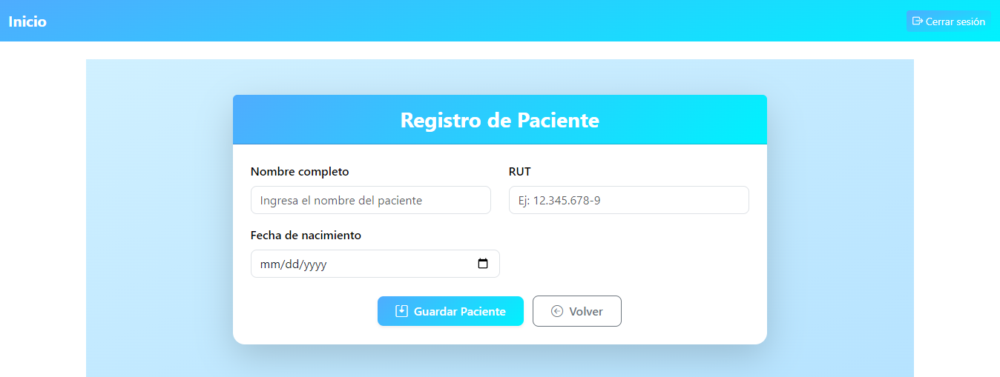 Inicio
Cerrar sesión
Registro de Paciente
Nombre completo
RUT
Ingresa el nombre del paciente
Ej: 12.345.678-9
Fecha de nacimiento
mm/dd/yyyy
Guardar Paciente
Volver